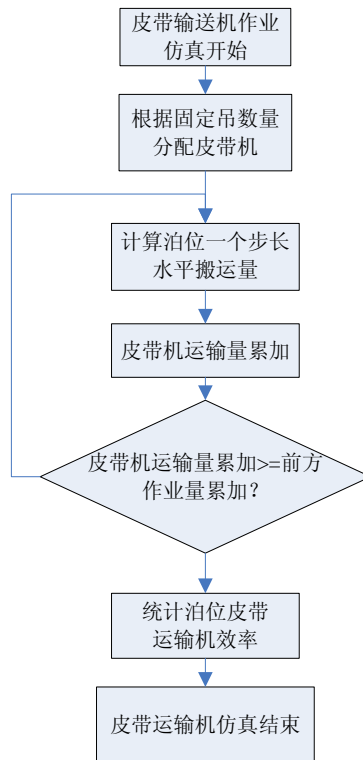 皮带输送机作业
仿真开始
根据固定吊数量
分配皮带机
计算泊位一个步长
水平搬运量
皮带机运输量累加
皮带机运输量累加>=前方
作业量累加？
统计泊位皮带
运输机效率
皮带运输机仿真结束